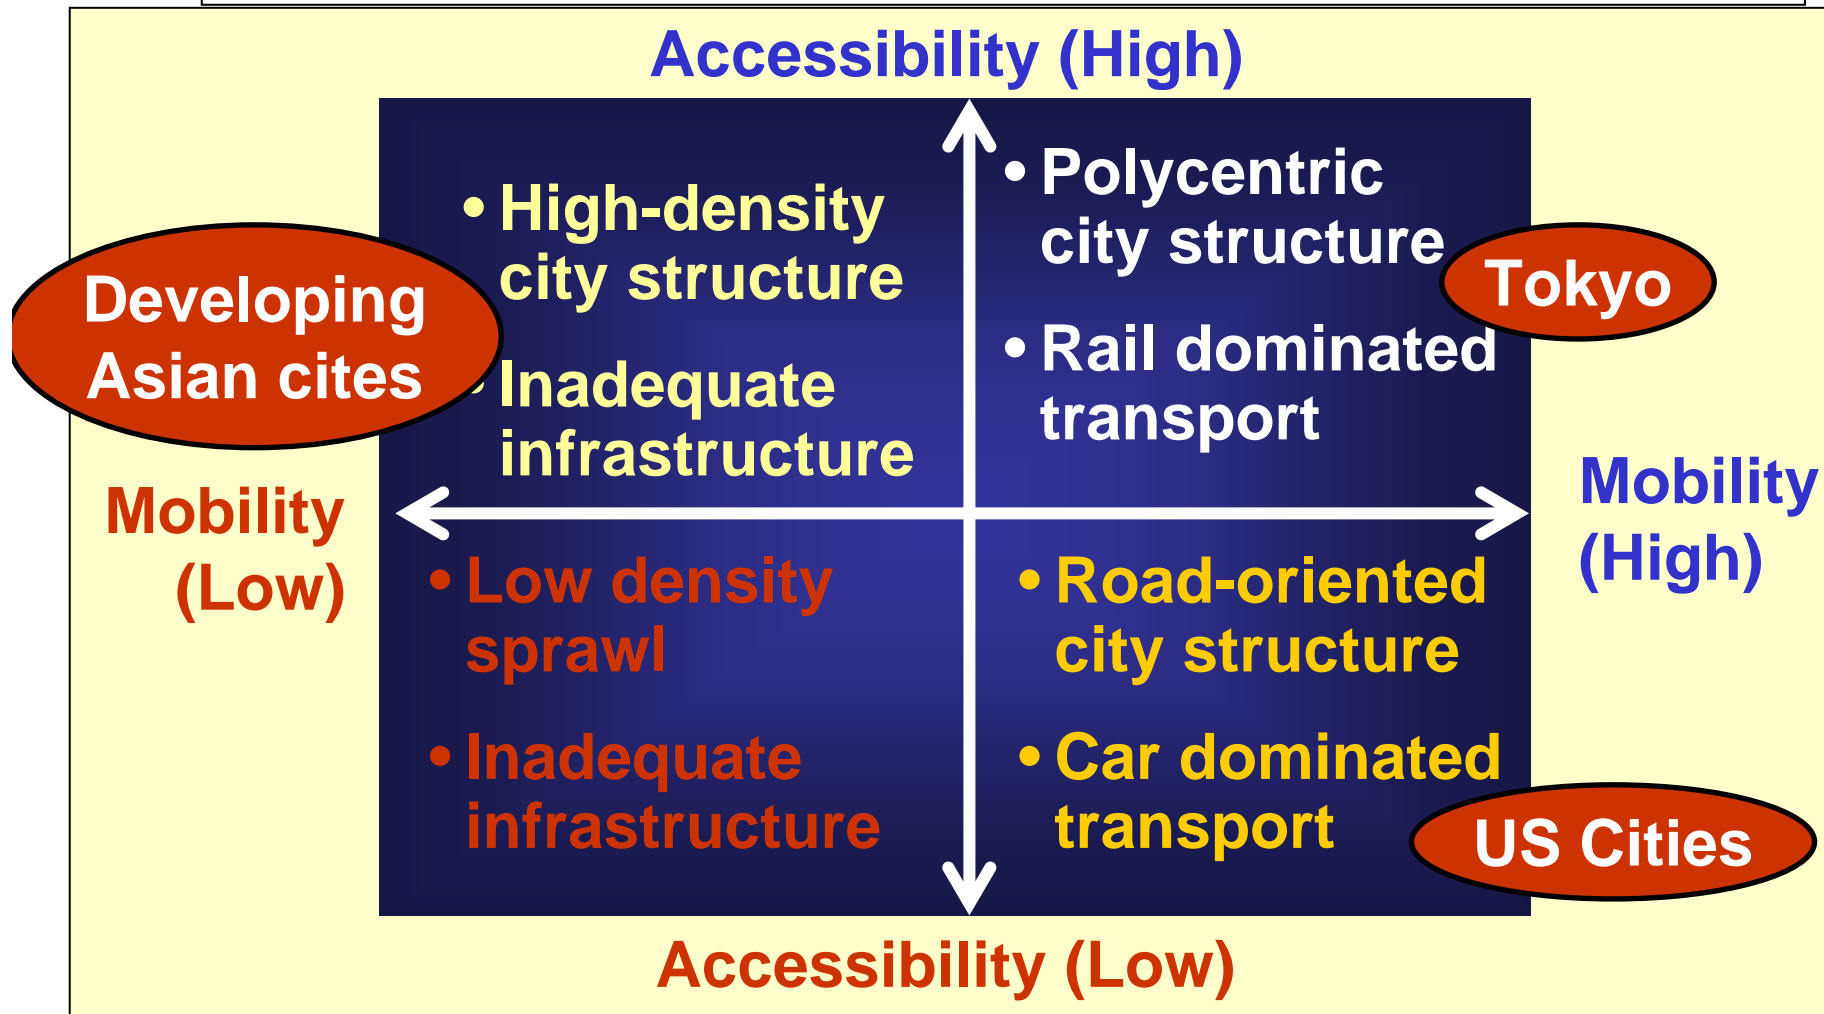 Accessibility (High)
• High-density
city structure
• Inadequate
infrastructure
• Polycentric
city structure
• Rail dominated
transport
Developing
Asian cites
Tokyo
Mobility
(Low)
Mobility
(High)
• Low density
sprawl
• Inadequate
infrastructure
• Road-oriented
city structure
• Car dominated
transport
US Cities
Accessibility (Low)